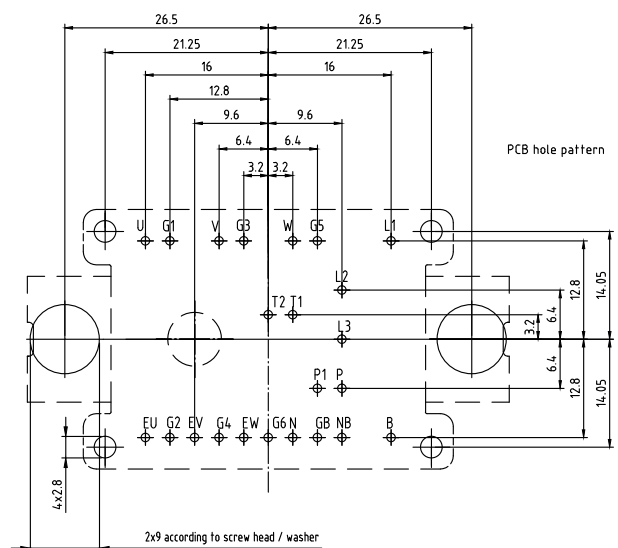 26.5 26.5
21.25 21.25
16 16
12.8
9.6 9.6
6.4 6.4
PCB hole pattern
3.2 3.2
U G1 V G3 W G5 L1
L2
T2 T1
L3
P1 P
EU G2 EV G4 EW G6 N GB NB B
3.2
6.4
6.4
12.8
12.8
14.05
14.05
4x2.8
2x9 according to screw head / washer